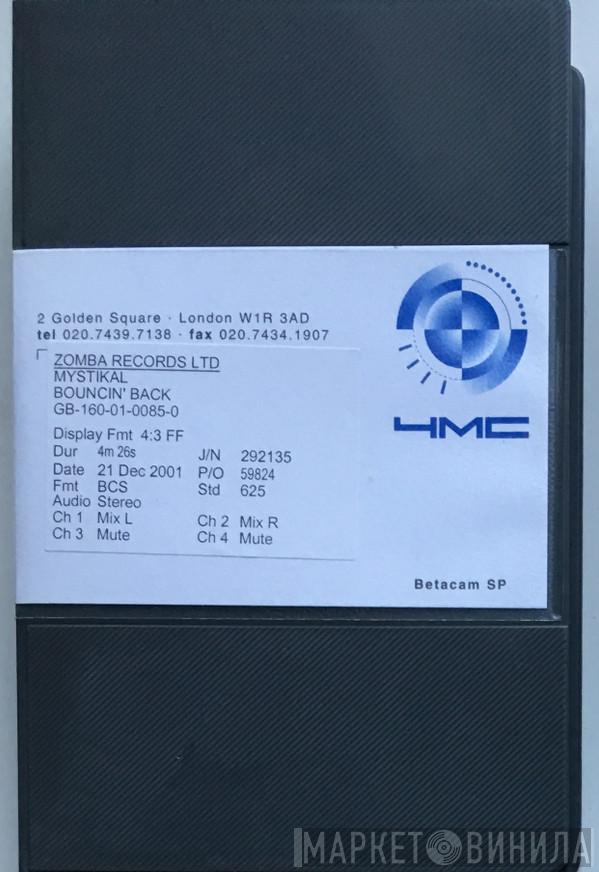 2 Golden Square · London W1R 3AD
tel 020.7439.7138 · fax 020.7434.1907
ZOMBA RECORDS LTD
MYSTIKAL
BOUNCIN' BACK
GB-160-01-0085-0
Display Fmt 4:3 FF
Dur 4m 26s J/N 292135
Date 21 Dec 2001 P/O 59824
Fmt BCS Std 625
Audio Stereo
Ch 1 Mix L Ch 2 Mix R
Ch 3 Mute Ch 4 Mute
4MC
Betacam SP
МАРКЕТ ВИНИЛА